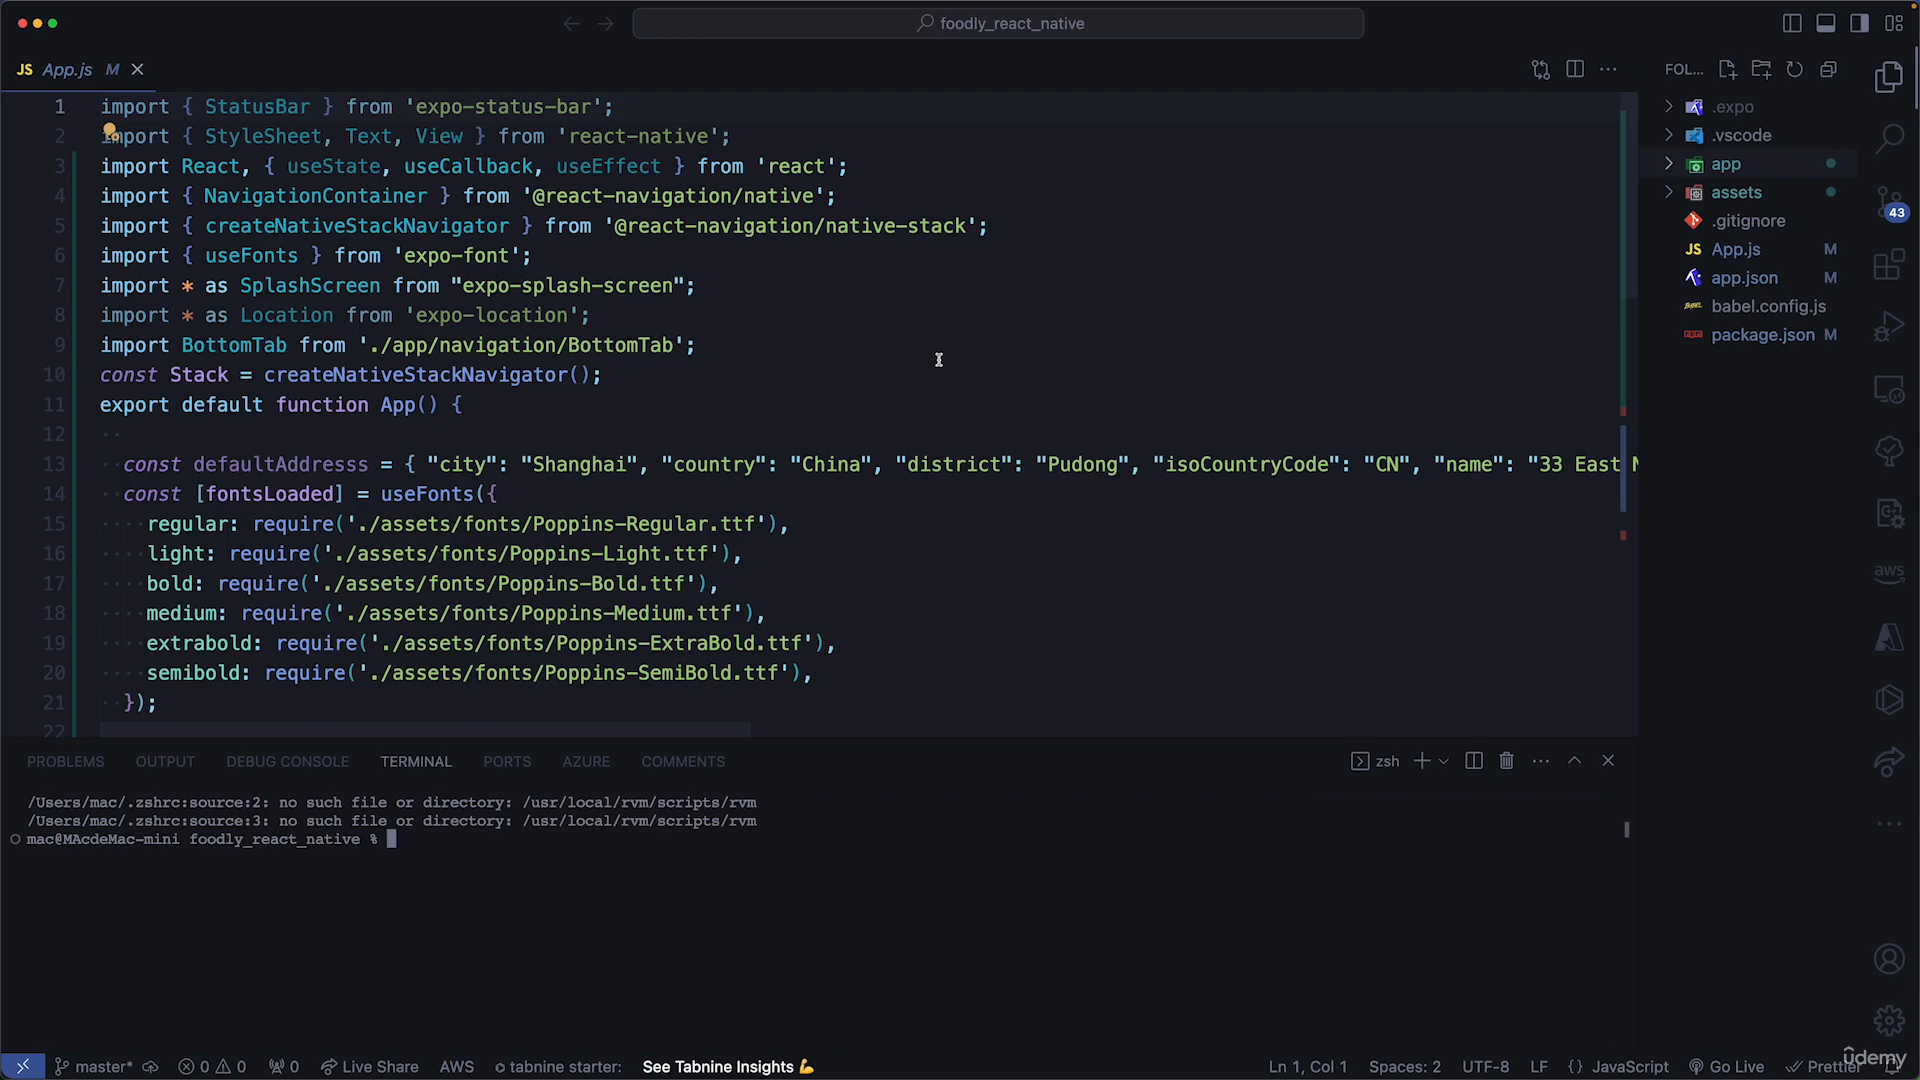 foodly_react_native
JS App.js M
FOL...
1 import { StatusBar } from 'expo-status-bar';
2 import { StyleSheet, Text, View } from 'react-native';
3 import React, { useState, useCallback, useEffect } from 'react';
4 import { NavigationContainer } from '@react-navigation/native';
5 import { createNativeStackNavigator } from '@react-navigation/native-stack';
6 import { useFonts } from 'expo-font';
7 import * as SplashScreen from "expo-splash-screen";
8 import * as Location from 'expo-location';
9 import BottomTab from './app/navigation/BottomTab';
10 const Stack = createNativeStackNavigator();
11 export default function App() {
12
13 const defaultAddresss = { "city": "Shanghai", "country": "China", "district": "Pudong", "isoCountryCode": "CN", "name": "33 East N
14 const [fontsLoaded] = useFonts({
15 regular: require('./assets/fonts/Poppins-Regular.ttf'),
16 light: require('./assets/fonts/Poppins-Light.ttf'),
17 bold: require('./assets/fonts/Poppins-Bold.ttf'),
18 medium: require('./assets/fonts/Poppins-Medium.ttf'),
19 extrabold: require('./assets/fonts/Poppins-ExtraBold.ttf'),
20 semibold: require('./assets/fonts/Poppins-SemiBold.ttf'),
21 });
22
.expo
.vscode
app
assets
.gitignore
JS App.js M
app.json M
babel.config.js
package.json M
43
aws
PROBLEMS OUTPUT DEBUG CONSOLE TERMINAL PORTS AZURE COMMENTS
zsh
/Users/mac/.zshrc:source:2: no such file or directory: /usr/local/rvm/scripts/rvm
/Users/mac/.zshrc:source:3: no such file or directory: /usr/local/rvm/scripts/rvm
mac@MAcdeMac-mini foodly_react_native %
master* 0 0 0 Live Share AWS tabnine starter: See Tabnine Insights 💪 Ln 1, Col 1 Spaces: 2 UTF-8 LF {} JavaScript Go Live Prettier
ûdemy